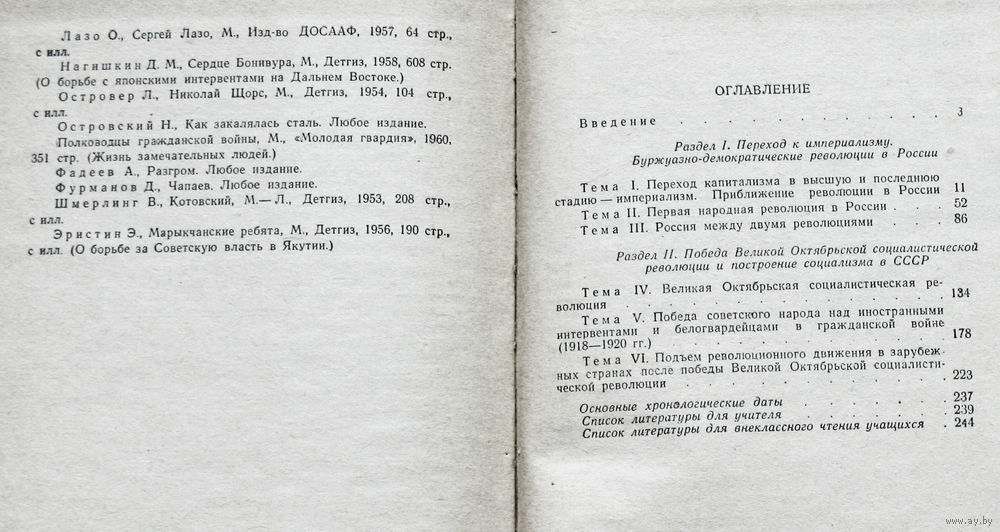 Лазо О., Сергей Лазо, М., Изд-во ДОСААФ, 1957, 64 стр.,
с илл.
Нагишкин Д. М., Сердце Бонивура, М., Детгиз, 1958, 608 стр.
(О борьбе с японскими интервентами на Дальнем Востоке.)
Островер Л., Николай Щорс, М., Детгиз, 1954, 104 стр.,
с илл.
Островский Н., Как закалялась сталь. Любое издание.
Полководцы гражданской войны, М., «Молодая гвардия», 1960,
351 стр. (Жизнь замечательных людей.)
Фадеев А., Разгром. Любое издание.
Фурманов Д., Чапаев. Любое издание.
Шмерлинг В., Котовский, М.—Л., Детгиз, 1953, 208 стр.,
с илл.
Эристин Э., Марыкчанские ребята, М., Детгиз, 1956, 190 стр.,
с илл. (О борьбе за Советскую власть в Якутии.)
ОГЛАВЛЕНИЕ
Введение . . . . . . . . . . 3
Раздел I. Переход к империализму.
Буржуазно-демократические революции в России
Тема I. Переход капитализма в высшую и последнюю
стадию — империализм. Приближение революции в России 11
Тема II. Первая народная революция в России . . . 52
Тема III. Россия между двумя революциями . . . . 86
Раздел II. Победа Великой Октябрьской социалистической
революции и построение социализма в СССР
Тема IV. Великая Октябрьская социалистическая ре-
волюция . . . . . . . . . . . 134
Тема V. Победа советского народа над иностранными
интервентами и белогвардейцами в гражданской войне
(1918—1920 гг.) . . . . . . . . . . 178
Тема VI. Подъем революционного движения в зарубеж-
ных странах после победы Великой Октябрьской социалисти-
ческой революции . . . . . . . . . 223
Основные хронологические даты . . . . . . 237
Список литературы для учителя . . . . . . 239
Список литературы для внеклассного чтения учащихся . 244
www.ay.by